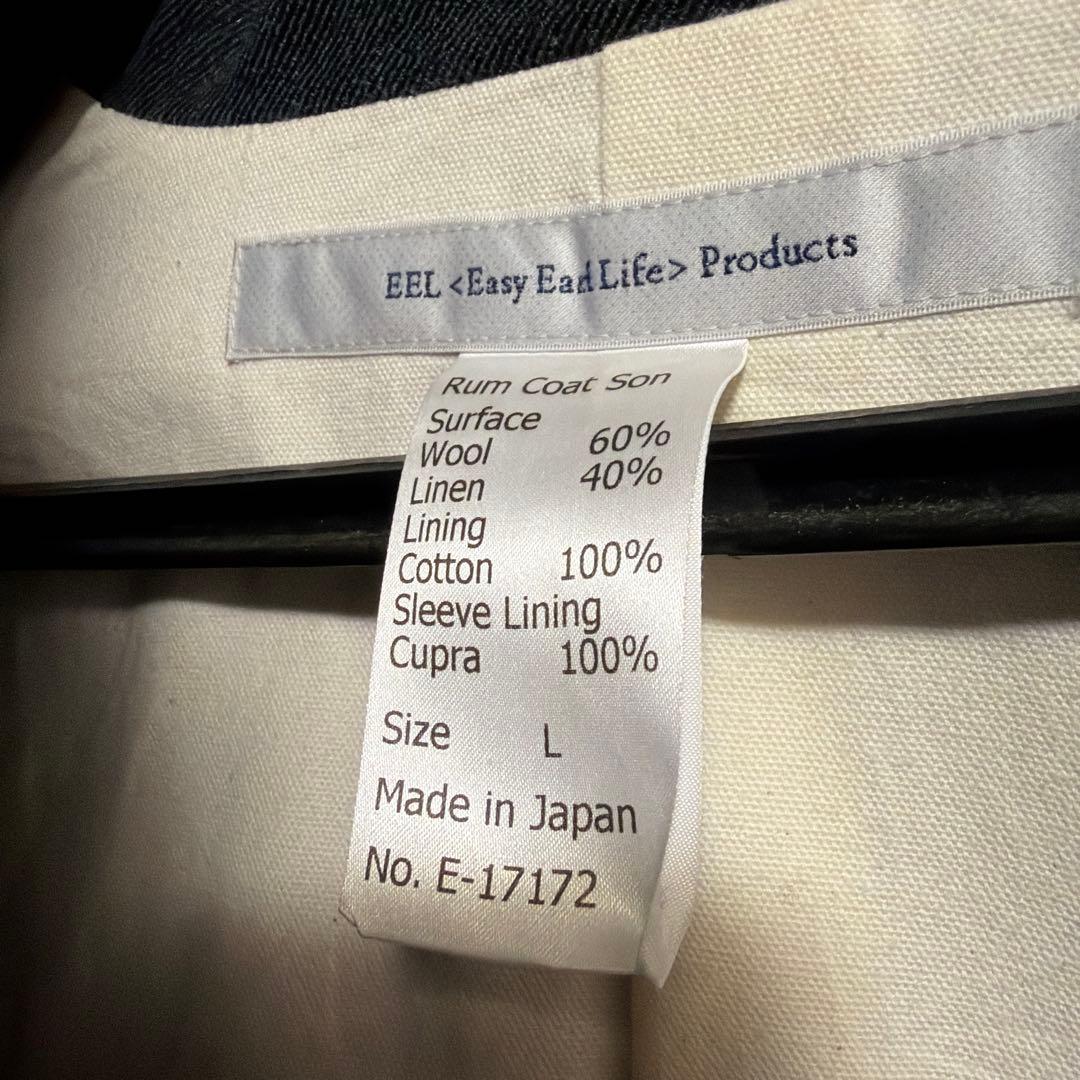 EEL <Easy Earl Life> Products
Rum Coat Son
Surface
Wool 60%
Linen 40%
Lining
Cotton 100%
Sleeve Lining
Cupra 100%
Size L
Made in Japan
No. E-17172